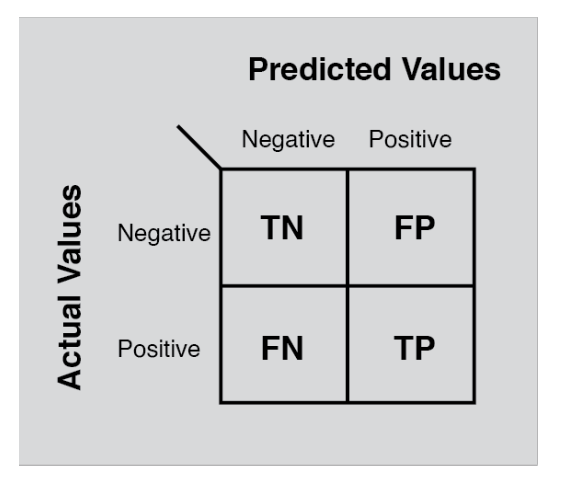 Predicted Values
Negative Positive
Actual Values
Negative TN FP
Positive FN TP